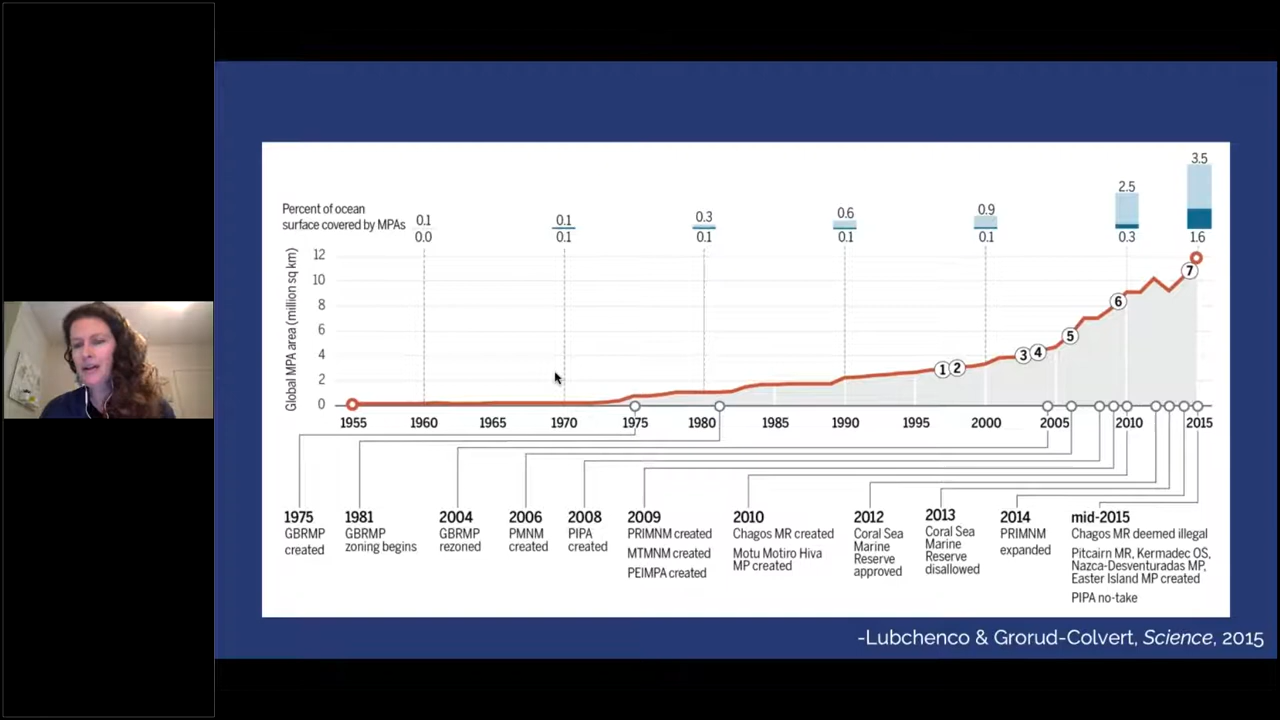 3.5
2.5
0.9
0.6
0.3
0.1
0.1
Percent of ocean
surface covered by MPAs
0.0
0.1
0.1
0.1
0.1
0.3
1.6
Global MPA area (million sq km)
12
10
8
6
4
2
0
1 2 3 4 5 6 7
1955 1960 1965 1970 1975 1980 1985 1990 1995 2000 2005 2010 2015
1975
GBRMP
created
1981
GBRMP
zoning begins
2004
GBRMP
rezoned
2006
PMNM
created
2008
PIPA
created
2009
PRIMNM created
MTMNM created
PEIMPA created
2010
Chagos MR created
Motu Motiro Hiva
MP created
2012
Coral Sea
Marine
Reserve
approved
2013
Coral Sea
Marine
Reserve
disallowed
2014
PRIMNM
expanded
mid-2015
Chagos MR deemed illegal
Pitcairn MR, Kermadec OS,
Nazca-Desventuradas MP,
Easter Island MP created
PIPA no-take
-Lubchenco & Grorud-Colvert, Science, 2015